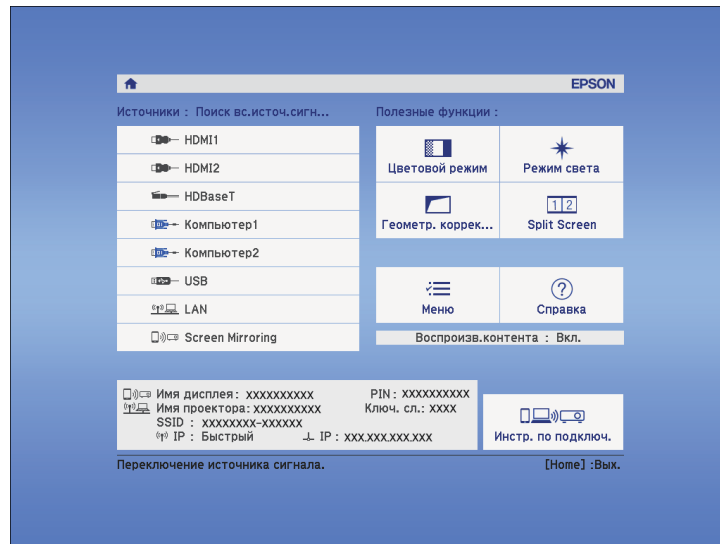 EPSON
Источники : Поиск вс.источ.сигн...
Полезные функции :
HDMI1
HDMI2
HDBaseT
Компьютер1
Компьютер2
USB
LAN
Screen Mirroring
Цветовой режим
Режим света
Геометр. коррек...
1 2
Split Screen
Меню
Справка
Воспроизв.контента : Вкл.
Имя дисплея: xxxxxxxxxx PIN: xxxxxxxxxx
Имя проектора: xxxxxxxxxx Ключ. сл.: xxxx
SSID : xxxxxxxx-xxxxxx
IP : Быстрый IP : xxx.xxx.xxx.xxx
Инстр. по подключ.
Переключение источника сигнала. [Home] :Вых.